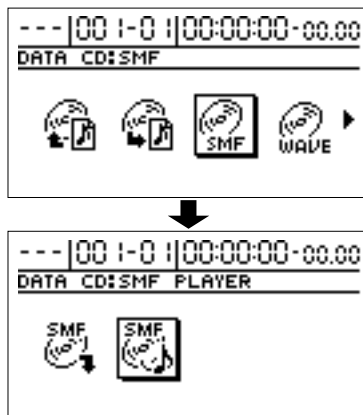 ---|001-01|00:00:00-00.00
DATA CD:SMF
SMF
WAVE
---|001-01|00:00:00-00.00
DATA CD:SMF PLAYER
SMF
SMF